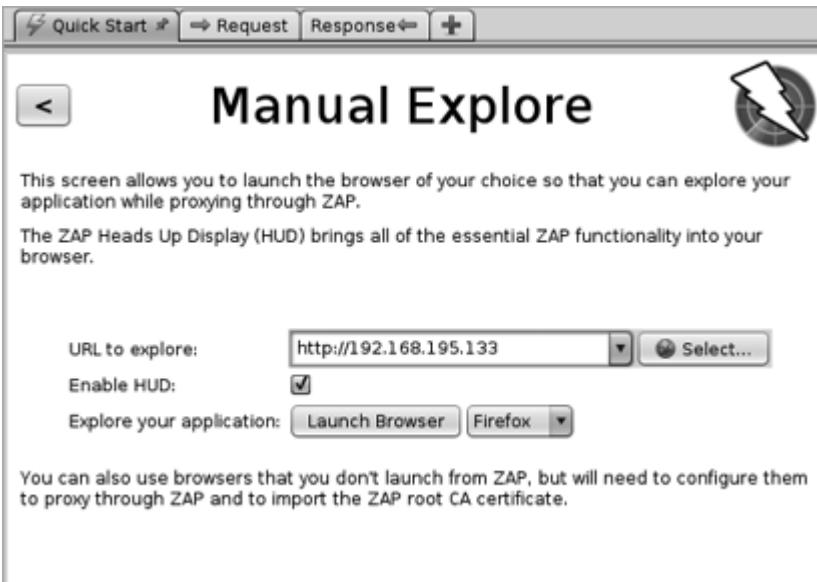 Quick Start Request Response
<
Manual Explore
This screen allows you to launch the browser of your choice so that you can explore your
application while proxying through ZAP.
The ZAP Heads Up Display (HUD) brings all of the essential ZAP functionality into your
browser.
URL to explore: http://192.168.195.133 Select...
Enable HUD:
Explore your application: Launch Browser Firefox
You can also use browsers that you don't launch from ZAP, but will need to configure them
to proxy through ZAP and to import the ZAP root CA certificate.